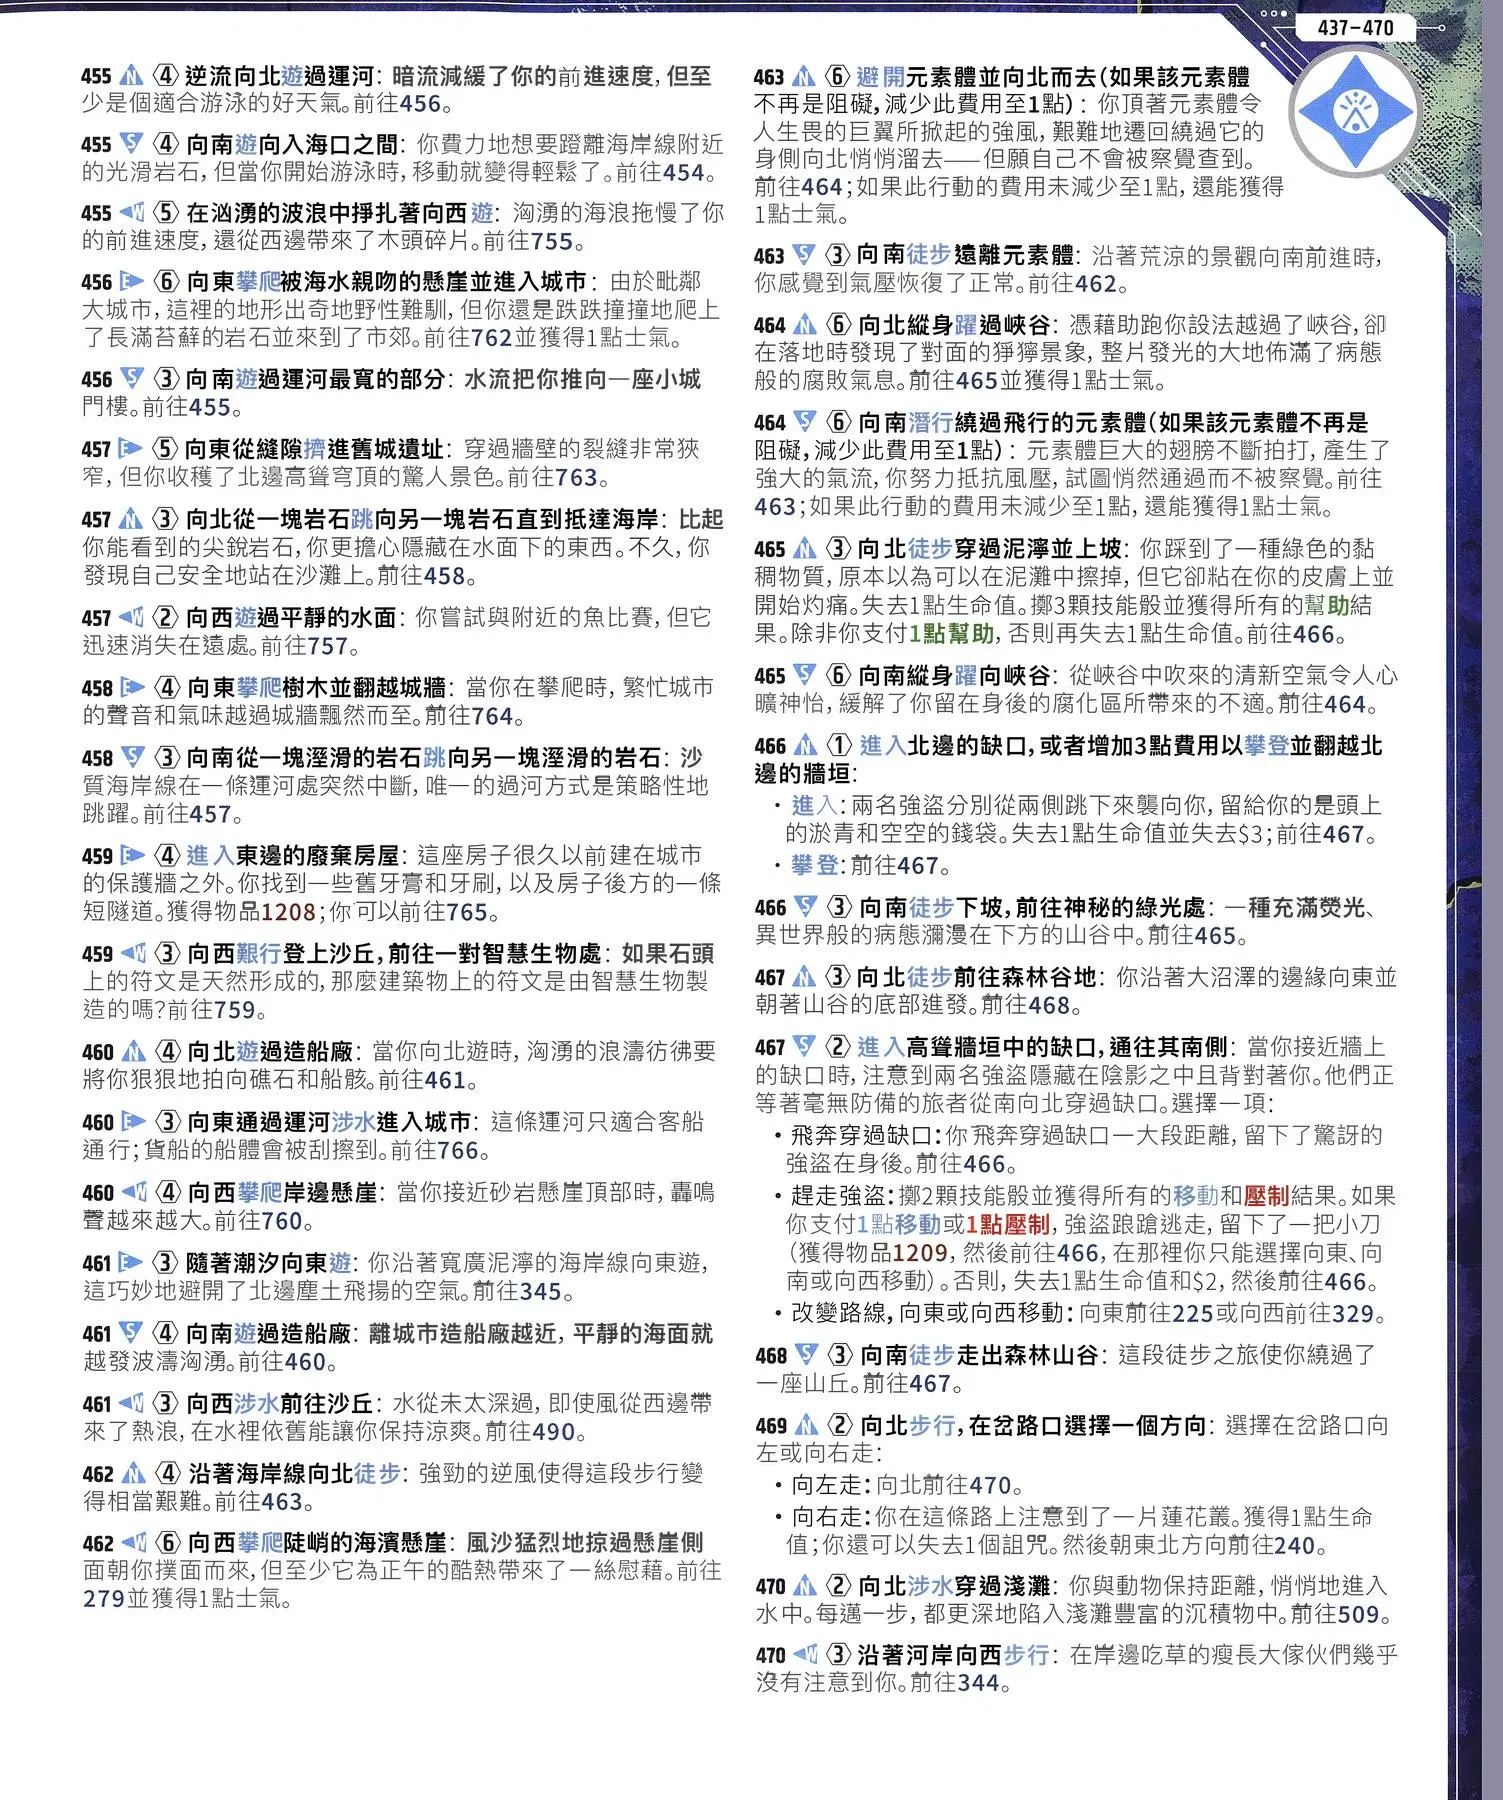 437–470
455 N 4 逆流向北遊過運河：暗流減緩了你的前進速度，但至
少是個適合游泳的好天氣。前往456。
455 S 4 向南遊向入海口之間：你費力地想要蹬離海岸線附近
的光滑岩石，但當你開始游泳時，移動就變得輕鬆了。前往454。
455 W 5 在洶湧的波浪中掙扎著向西遊：洶湧的海浪拖慢了你
的前進速度，還從西邊帶來了木頭碎片。前往755。
456 E 6 向東攀爬被海水親吻的懸崖並進入城市：由於毗鄰
大城市，這裡的地形出奇地野性難馴，但你還是跌跌撞撞地爬上
了長滿苔蘚的岩石並來到了市郊。前往762並獲得1點士氣。
456 S 3 向南遊過運河最寬的部分：水流把你推向一座小城
門樓。前往455。
457 E 5 向東從縫隙擠進舊城遺址：穿過牆壁的裂縫非常狹
窄，但你收穫了北邊高聳穹頂的驚人景色。前往763。
457 N 3 向北從一塊岩石跳向另一塊岩石直到抵達海岸：比起
你能看到的尖銳岩石，你更擔心隱藏在水面下的東西。不久，你
發現自己安全地站在沙灘上。前往458。
457 W 2 向西遊過平靜的水面：你嘗試與附近的魚比賽，但它
迅速消失在遠處。前往757。
458 E 4 向東攀爬樹木並翻越城牆：當你在攀爬時，繁忙城市
的聲音和氣味越過城牆飄然而至。前往764。
458 S 3 向南從一塊溼滑的岩石跳向另一塊溼滑的岩石：沙
質海岸線在一條運河處突然中斷，唯一的過河方式是策略性地
跳躍。前往457。
459 E 4 進入東邊的廢棄房屋：這座房子很久以前建在城市
的保護牆之外。你找到一些舊牙膏和牙刷，以及房子後方的一條
短隧道。獲得物品1208；你可以前往765。
459 W 3 向西艱行登上沙丘，前往一對智慧生物處：如果石頭
上的符文是天然形成的，那麼建築物上的符文是由智慧生物製
造的嗎？前往759。
460 N 4 向北遊過造船廠：當你向北遊時，洶湧的浪濤彷彿要
將你狠狠地拍向礁石和船骸。前往461。
460 E 3 向東通過運河涉水進入城市：這條運河只適合客船
通行；貨船的船體會被刮擦到。前往766。
460 W 4 向西攀爬岸邊懸崖：當你接近砂岩懸崖頂部時，轟鳴
聲越來越大。前往760。
461 E 3 隨著潮汐向東遊：你沿著寬廣泥濘的海岸線向東遊，
這巧妙地避開了北邊塵土飛揚的空氣。前往345。
461 S 4 向南遊過造船廠：離城市造船廠越近，平靜的海面就
越發波濤洶湧。前往460。
461 W 3 向西涉水前往沙丘：水從未太深過，即使風從西邊帶
來了熱浪，在水裡依舊能讓你保持涼爽。前往490。
462 N 4 沿著海岸線向北徒步：強勁的逆風使得這段步行變
得相當艱難。前往463。
462 W 6 向西攀爬陡峭的海濱懸崖：風沙猛烈地掠過懸崖側
面朝你撲面而來，但至少它為正午的酷熱帶來了一絲慰藉。前往
279並獲得1點士氣。
463 N 6 避開元素體並向北而去（如果該元素體
不再是阻礙，減少此費用至1點）：你頂著元素體令
人生畏的巨翼所掀起的強風，艱難地遷回繞過它的
身側向北悄悄溜去——但願自己不會被察覺查到。
前往464；如果此行動的費用未減少至1點，還能獲得
1點士氣。
463 S 3 向南徒步遠離元素體：沿著荒涼的景觀向南前進時，
你感覺到氣壓恢復了正常。前往462。
464 N 6 向北縱身躍過峽谷：憑藉助跑你設法越過了峽谷，卻
在落地時發現了對面的猙獰景象，整片發光的大地佈滿了病態
般的腐敗氣息。前往465並獲得1點士氣。
464 S 6 向南潛行繞過飛行的元素體（如果該元素體不再是
阻礙，減少此費用至1點）：元素體巨大的翅膀不斷拍打，產生了
強大的氣流，你努力抵抗風壓，試圖悄然通過而不被察覺。前往
463；如果此行動的費用未減少至1點，還能獲得1點士氣。
465 N 3 向北徒步穿過泥濘並上坡：你踩到了一種綠色的黏
稠物質，原本以為可以在泥灘中擦掉，但它卻粘在你的皮膚上並
開始灼痛。失去1點生命值。擲3顆技能骰並獲得所有的幫助結
果。除非你支付1點幫助，否則再失去1點生命值。前往466。
465 S 6 向南縱身躍向峽谷：從峽谷中吹來的清新空氣令人心
曠神怡，緩解了你留在身後的腐化區所帶來的不適。前往464。
466 N 1 進入北邊的缺口，或者增加3點費用以攀登並翻越北
邊的牆垣：
・進入：兩名強盜分別從兩側跳下來襲向你，留給你的是頭上
的淤青和空空的錢袋。失去1點生命值並失去$3；前往467。
・攀登：前往467。
466 S 3 向南徒步下坡，前往神秘的綠光處：一種充滿熒光、
異世界般的病態瀰漫在下方的山谷中。前往465。
467 N 3 向北徒步前往森林谷地：你沿著大沼澤的邊緣向東並
朝著山谷的底部進發。前往468。
467 S 2 進入高聳牆垣中的缺口，通往其南側：當你接近牆上
的缺口時，注意到兩名強盜隱藏在陰影之中且背對著你。他們正
等著毫無防備的旅者從南向北穿過缺口。選擇一項：
・飛奔穿過缺口：你飛奔穿過缺口一大段距離，留下了驚訝的
強盜在身後。前往466。
・趕走強盜：擲2顆技能骰並獲得所有的移動和壓制結果。如果
你支付1點移動或1點壓制，強盜踉蹌逃走，留下了一把小刀
（獲得物品1209，然後前往466，在那裡你只能選擇向東、向
南或向西移動）。否則，失去1點生命值和$2，然後前往466。
・改變路線，向東或向西移動：向東前往225或向西前往329。
468 S 3 向南徒步走出森林山谷：這段徒步之旅使你繞過了
一座山丘。前往467。
469 N 2 向北步行，在岔路口選擇一個方向：選擇在岔路口向
左或向右走：
・向左走：向北前往470。
・向右走：你在這條路上注意到了一片蓮花叢。獲得1點生命
值；你還可以失去1個詛咒。然後朝東北方向前往240。
470 N 2 向北涉水穿過淺灘：你與動物保持距離，悄悄地進入
水中。每邁一步，都更深地陷入淺灘豐富的沉積物中。前往509。
470 W 3 沿著河岸向西步行：在岸邊吃草的瘦長大傢伙們幾乎
沒有注意到你。前往344。